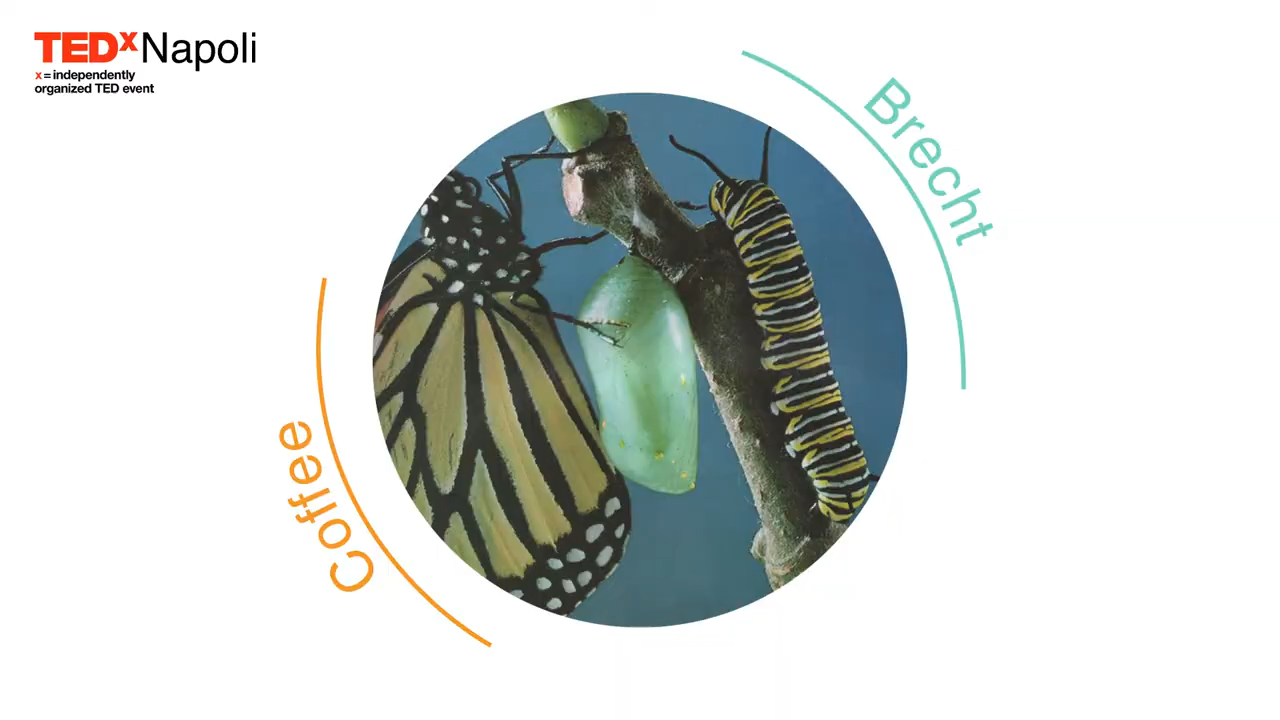 TEDxNapoli
x = independently
organized TED event
Brecht
Coffee